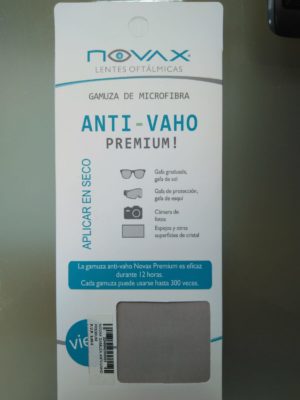 NOVAX
LENTES OFTÁLMICAS
GAMUZA DE MICROFIBRA
ANTI-VAHO
PREMIUM!
APLICAR EN SECO
Gafa graduada,
gafa de sol
Gafa de protección,
gafa de esquí
Cámara de
fotos
Espejos y otras
superficies de cristal
La gamuza anti-vaho Novax Premium es eficaz
durante 12 horas.
Cada gamuza puede usarse hasta 300 veces.